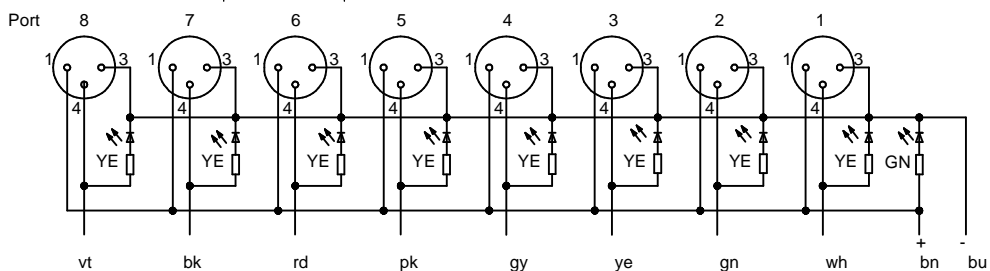 Port 8 7 6 5 4 3 2 1
1 3 1 3 1 3 1 3 1 3 1 3 1 3 1 3
4 4 4 4 4 4 4 4
YE YE YE YE YE YE YE YE GN
+ -
vt bk rd pk gy ye gn wh bn bu